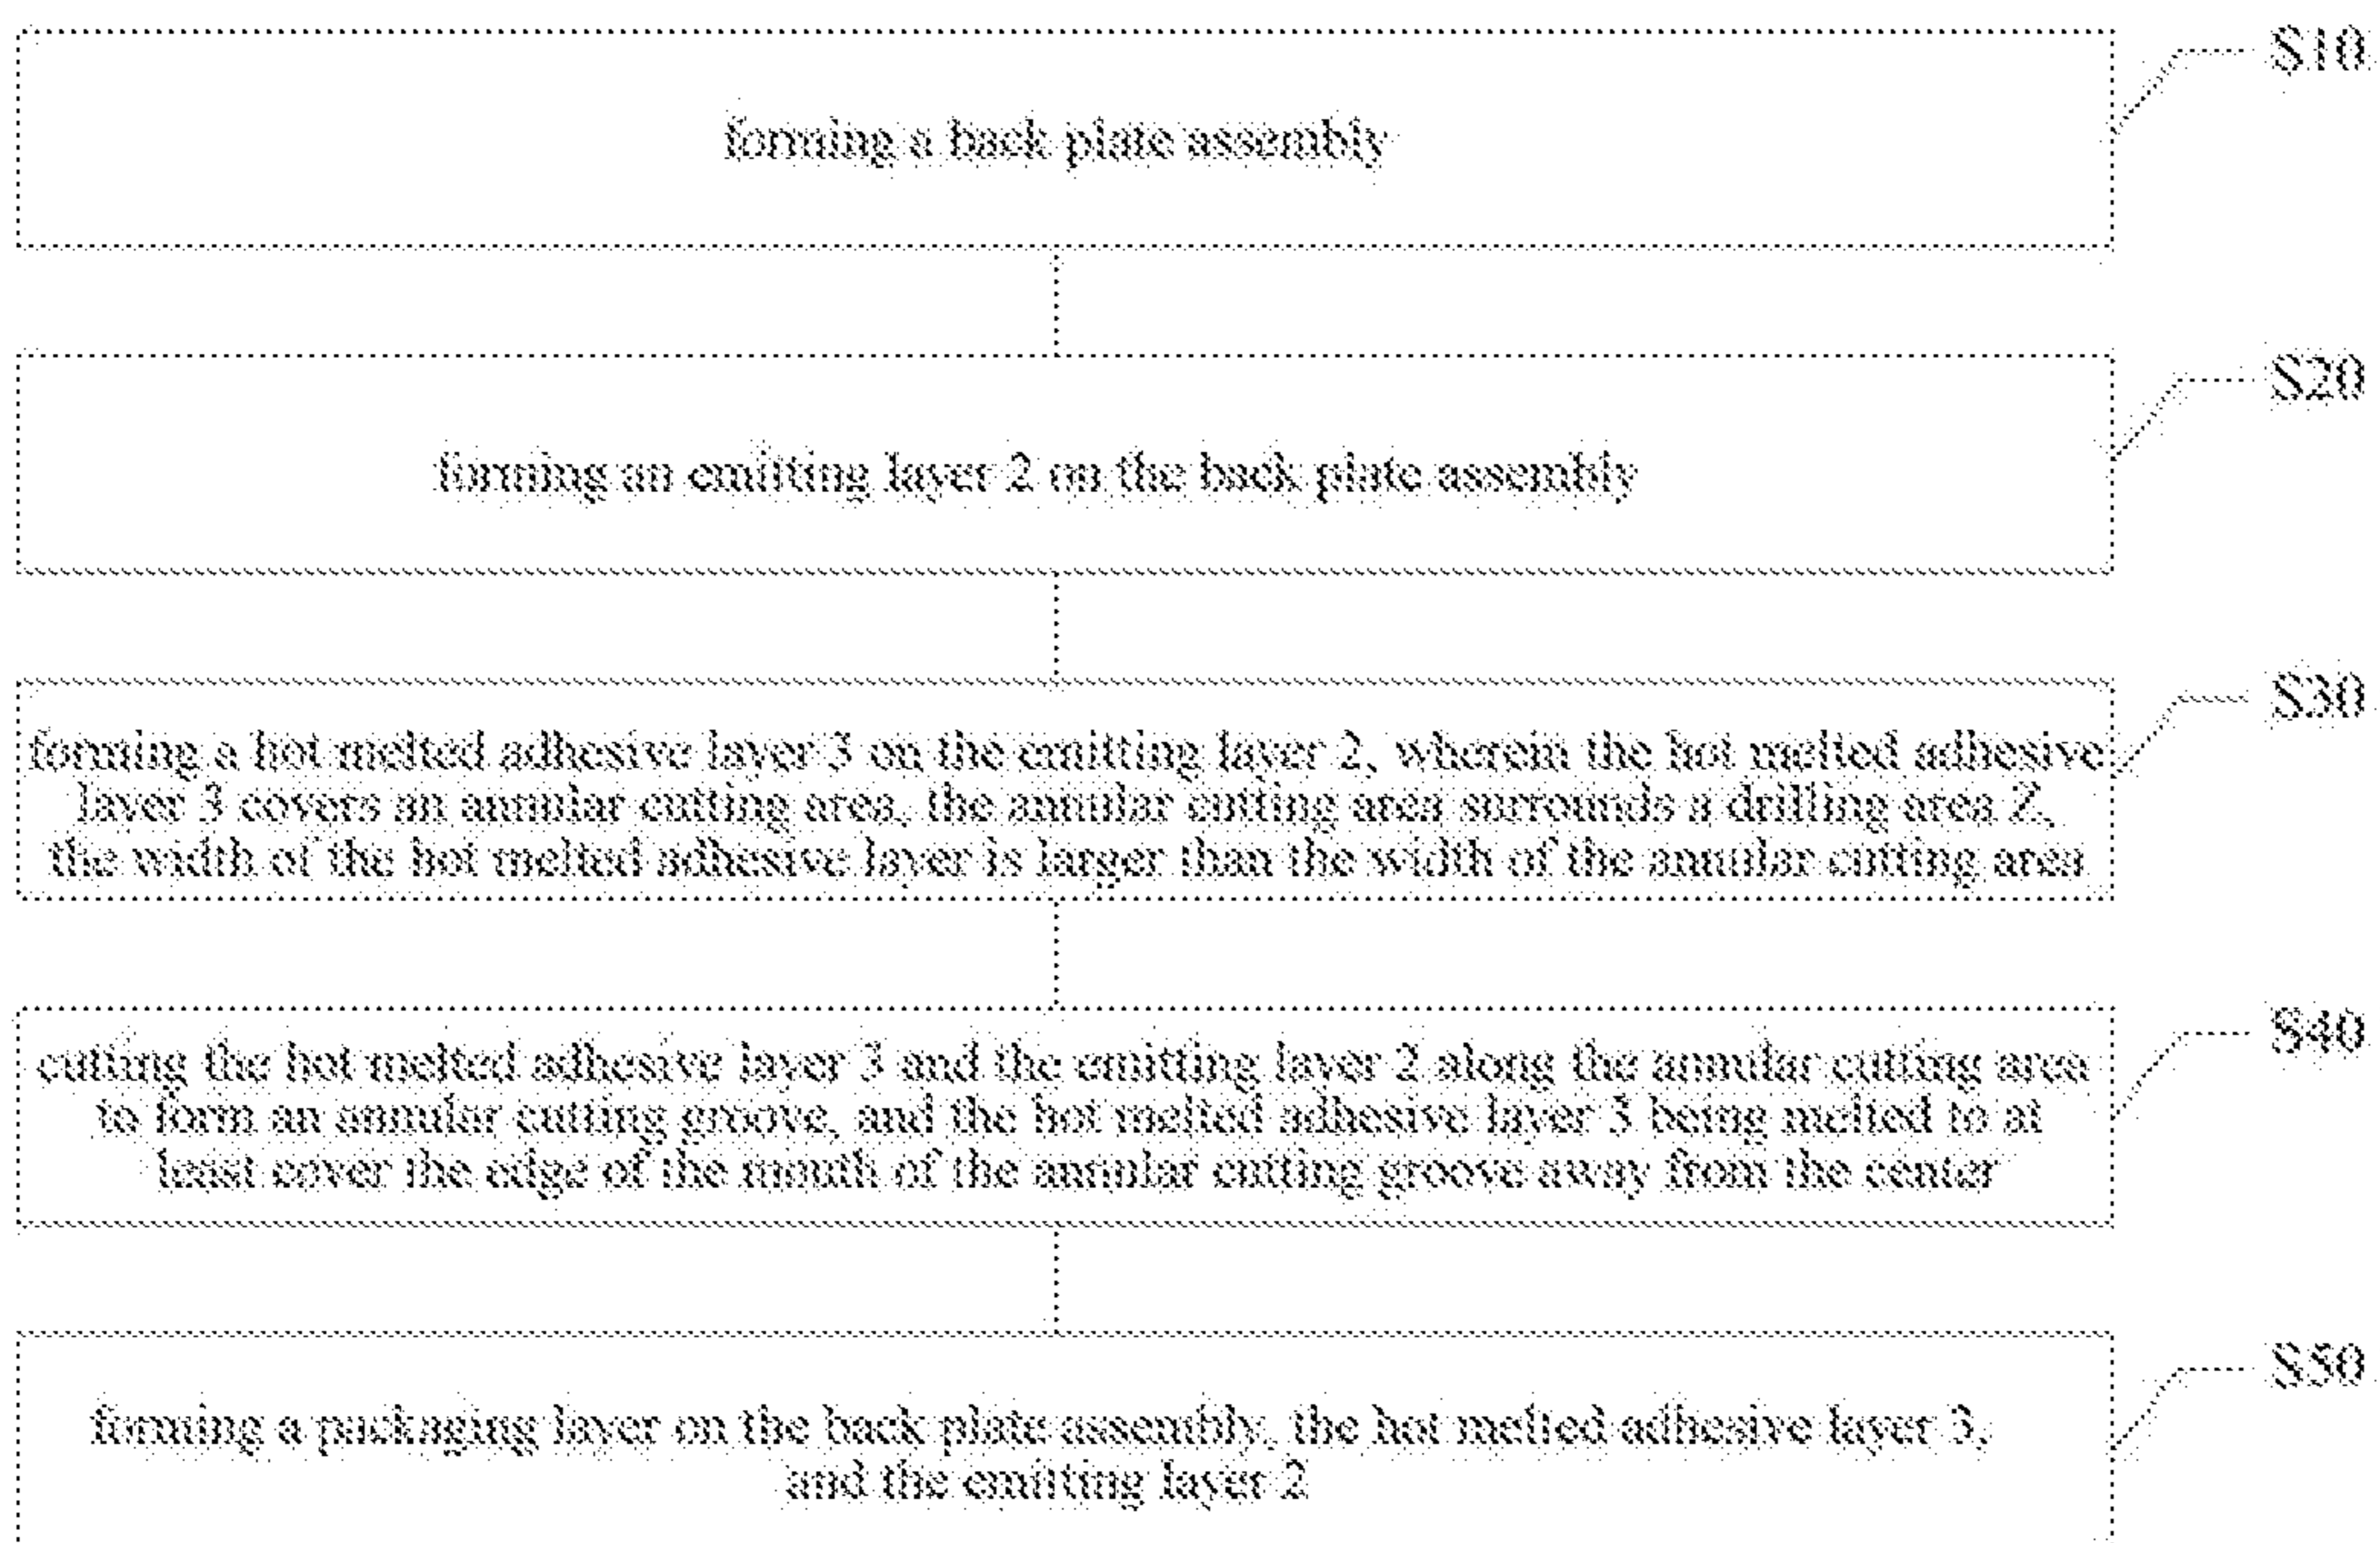 S10
forming a back plate assembly
S20
forming an emitting layer 2 on the back plate assembly
S30
forming a hot melted adhesive layer 3 on the emitting layer 2, wherein the hot melted adhesive
layer 3 covers an annular cutting area, the annular cutting area surrounds a drilling area Z,
the width of the hot melted adhesive layer is larger than the width of the annular cutting area
S40
cutting the hot melted adhesive layer 3 and the emitting layer 2 along the annular cutting area
to form an annular cutting groove, and the hot melted adhesive layer 3 being melted to at
least cover the edge of the mouth of the annular cutting groove away from the center
S50
forming a packaging layer on the back plate assembly, the hot melted adhesive layer 3,
and the emitting layer 2